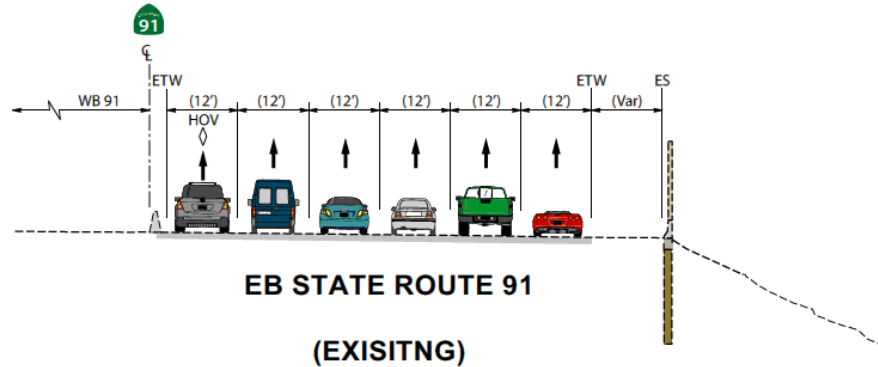 91
℄
ETW
ETW
ES
WB 91
(12')
(12')
(12')
(12')
(12')
(12')
(Var)
HOV
EB STATE ROUTE 91
(EXISITNG)